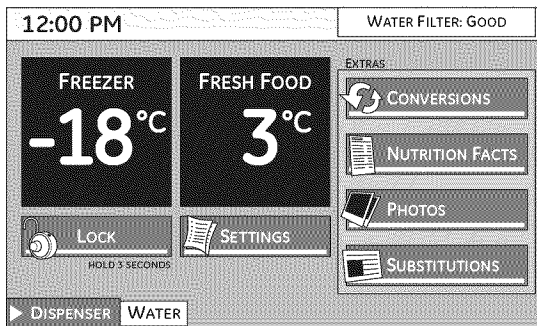 12:00 PM
WATER FILTER: GOOD
FREEZER
-18°C
FRESH FOOD
3°C
EXTRAS
CONVERSIONS
NUTRITION FACTS
PHOTOS
SUBSTITUTIONS
LOCK
HOLD 3 SECONDS
SETTINGS
DISPENSER
WATER